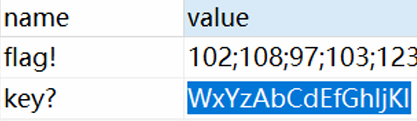 name value
flag! 102;108;97;103;123
key? WxYzAbCdEfGhIjKl